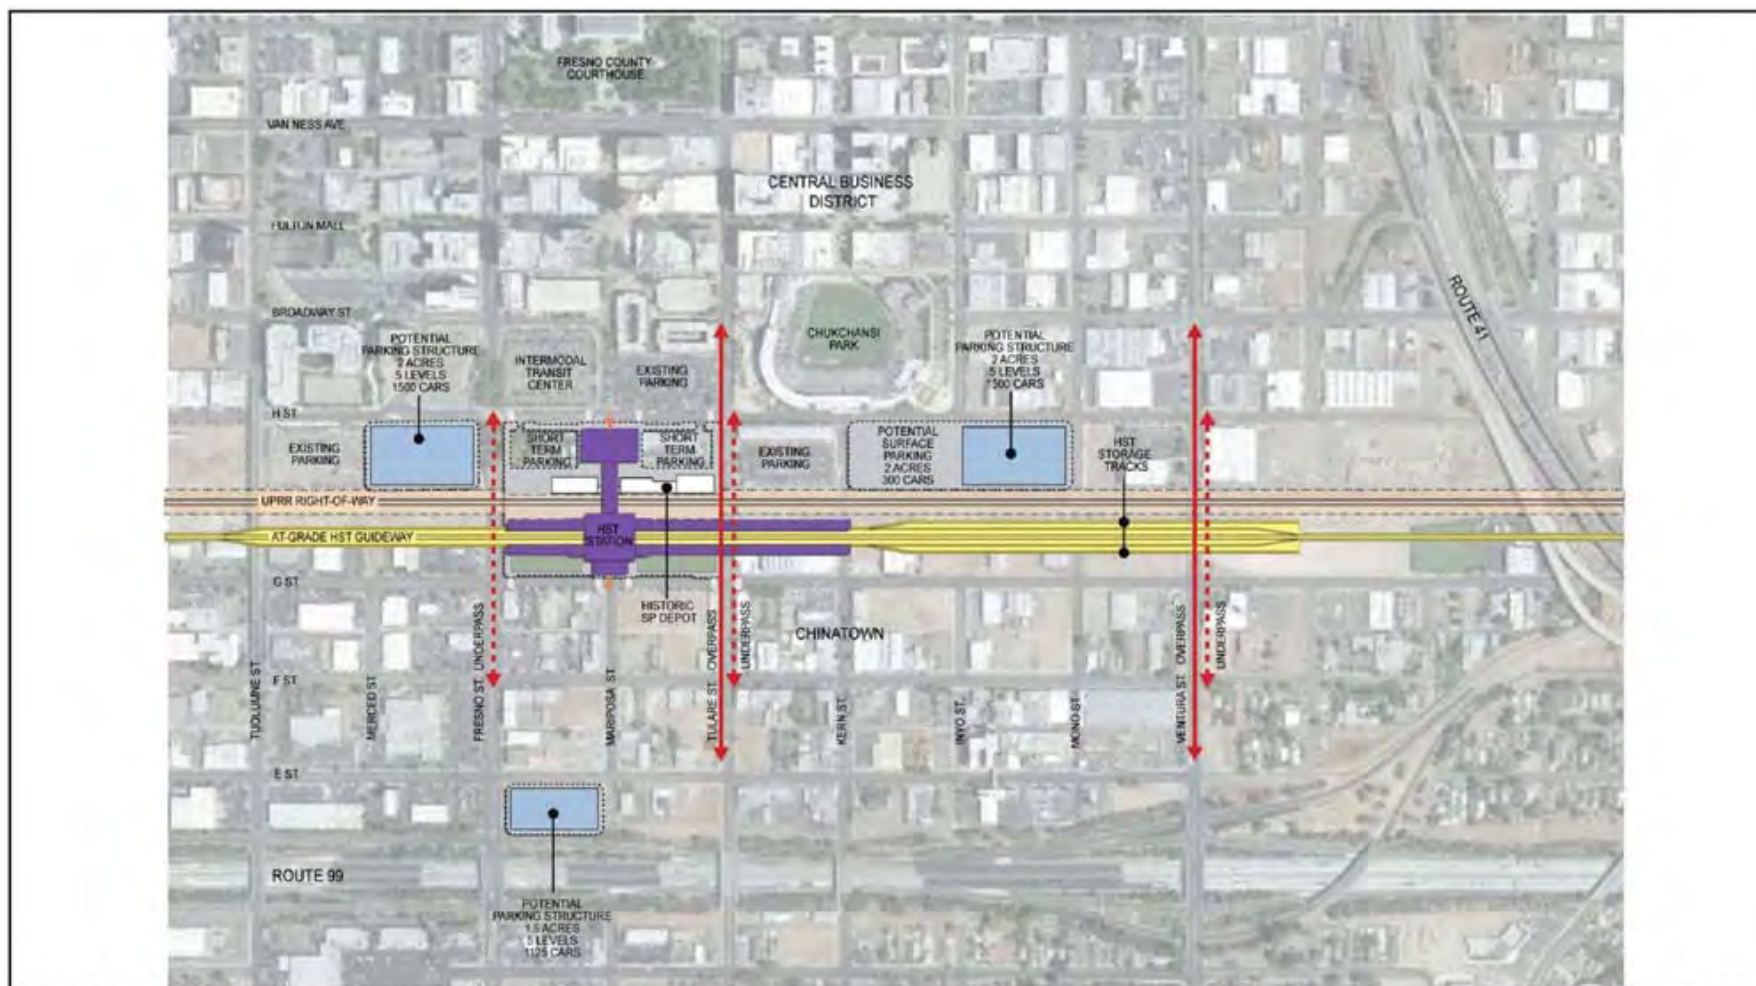 FRESNO COUNTY
COURTHOUSE
VAN NESS AVE
CENTRAL BUSINESS
DISTRICT
FULTON MALL
ROUTE 41
BROADWAY ST
POTENTIAL
PARKING STRUCTURE
2 ACRES
5 LEVELS
1500 CARS
INTERMODAL
TRANSIT
CENTER
EXISTING
PARKING
CHUKCHANSI
PARK
POTENTIAL
PARKING STRUCTURE
2 ACRES
5 LEVELS
1500 CARS
H ST
EXISTING
PARKING
SHORT
TERM
PARKING
SHORT
TERM
PARKING
EXISTING
PARKING
POTENTIAL
SURFACE
PARKING
2 ACRES
300 CARS
HST
STORAGE
TRACKS
UPRR RIGHT-OF-WAY
AT-GRADE HST GUIDEWAY
HST
STATION
G ST
HISTORIC
SP DEPOT
CHINATOWN
F ST
TUOLUMNE ST
MERCED ST
FRESNO ST. UNDERPASS
MARIPOSA ST
TULARE ST. OVERPASS
UNDERPASS
KERN ST.
INYO ST.
MONO ST
VENTURA ST. OVERPASS
UNDERPASS
E ST
ROUTE 99
POTENTIAL
PARKING STRUCTURE
1.5 ACRES
5 LEVELS
1125 CARS